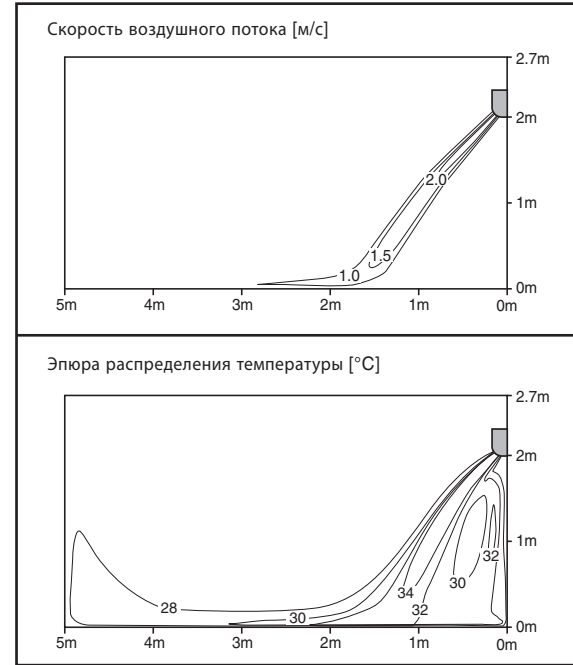 Скорость воздушного потока [м/с]
2.7m
2m
2.0
1m
1.5
1.0
0m
5m 4m 3m 2m 1m 0m
Эпюра распределения температуры [°C]
2.7m
2m
1m
32
30
34
28 30 32
0m
5m 4m 3m 2m 1m 0m